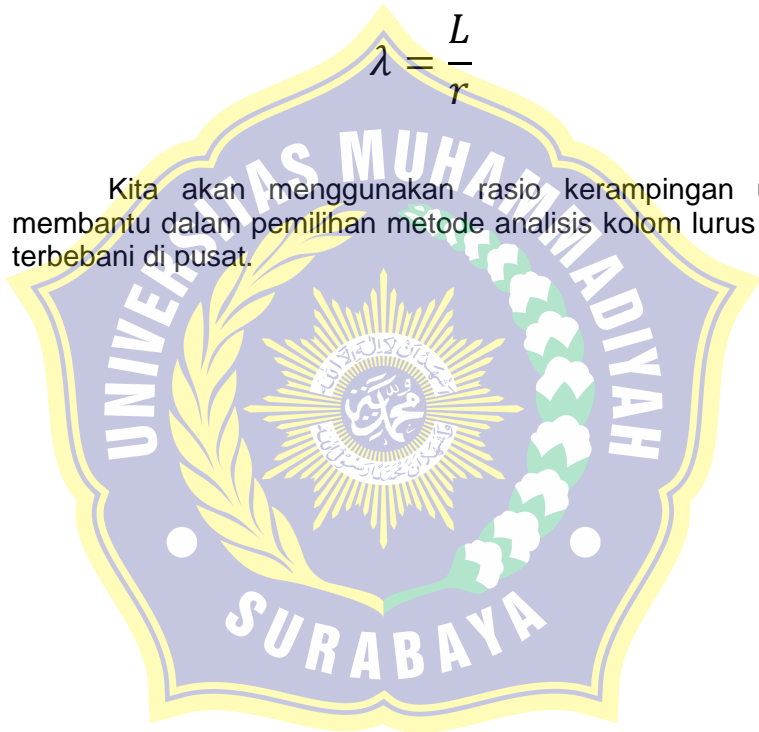 λ = L/r
Kita akan menggunakan rasio kerampingan u
membantu dalam pemilihan metode analisis kolom lurus
terbebani di pusat.
UNIVERSITAS MUHAMMADIYAH
SURABAYA